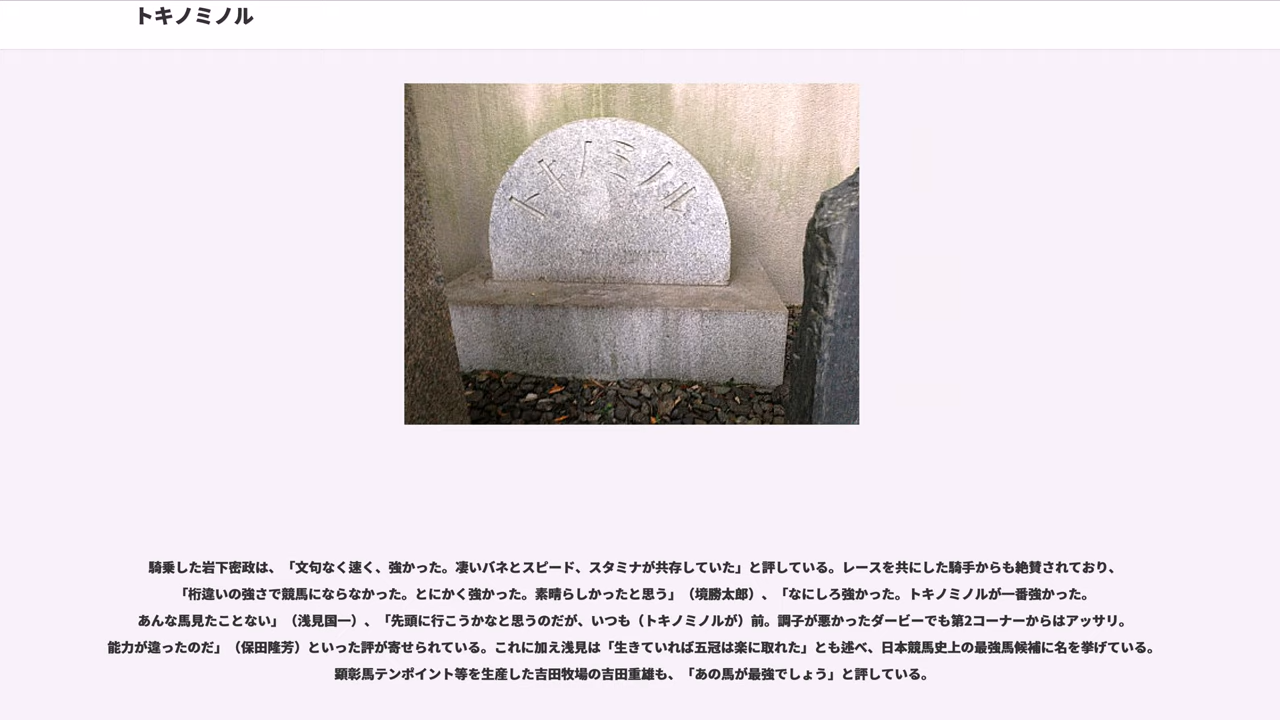 トキノミノル
トキノミノル
騎乗した岩下密政は、「文句なく速く、強かった。凄いバネとスピード、スタミナが共存していた」と評している。レースを共にした騎手からも絶賛されており、
「桁違いの強さで競馬にならなかった。とにかく強かった。素晴らしかったと思う」（境勝太郎）、「なにしろ強かった。トキノミノルが一番強かった。
あんな馬見たことない」（浅見国一）、「先頭に行こうかなと思うのだが、いつも（トキノミノルが）前。調子が悪かったダービーでも第2コーナーからはアッサリ。
能力が違ったのだ」（保田隆芳）といった評が寄せられている。これに加え浅見は「生きていれば五冠は楽に取れた」とも述べ、日本競馬史上の最強馬候補に名を挙げている。
顕彰馬テンポイント等を生産した吉田牧場の吉田重雄も、「あの馬が最強でしょう」と評している。